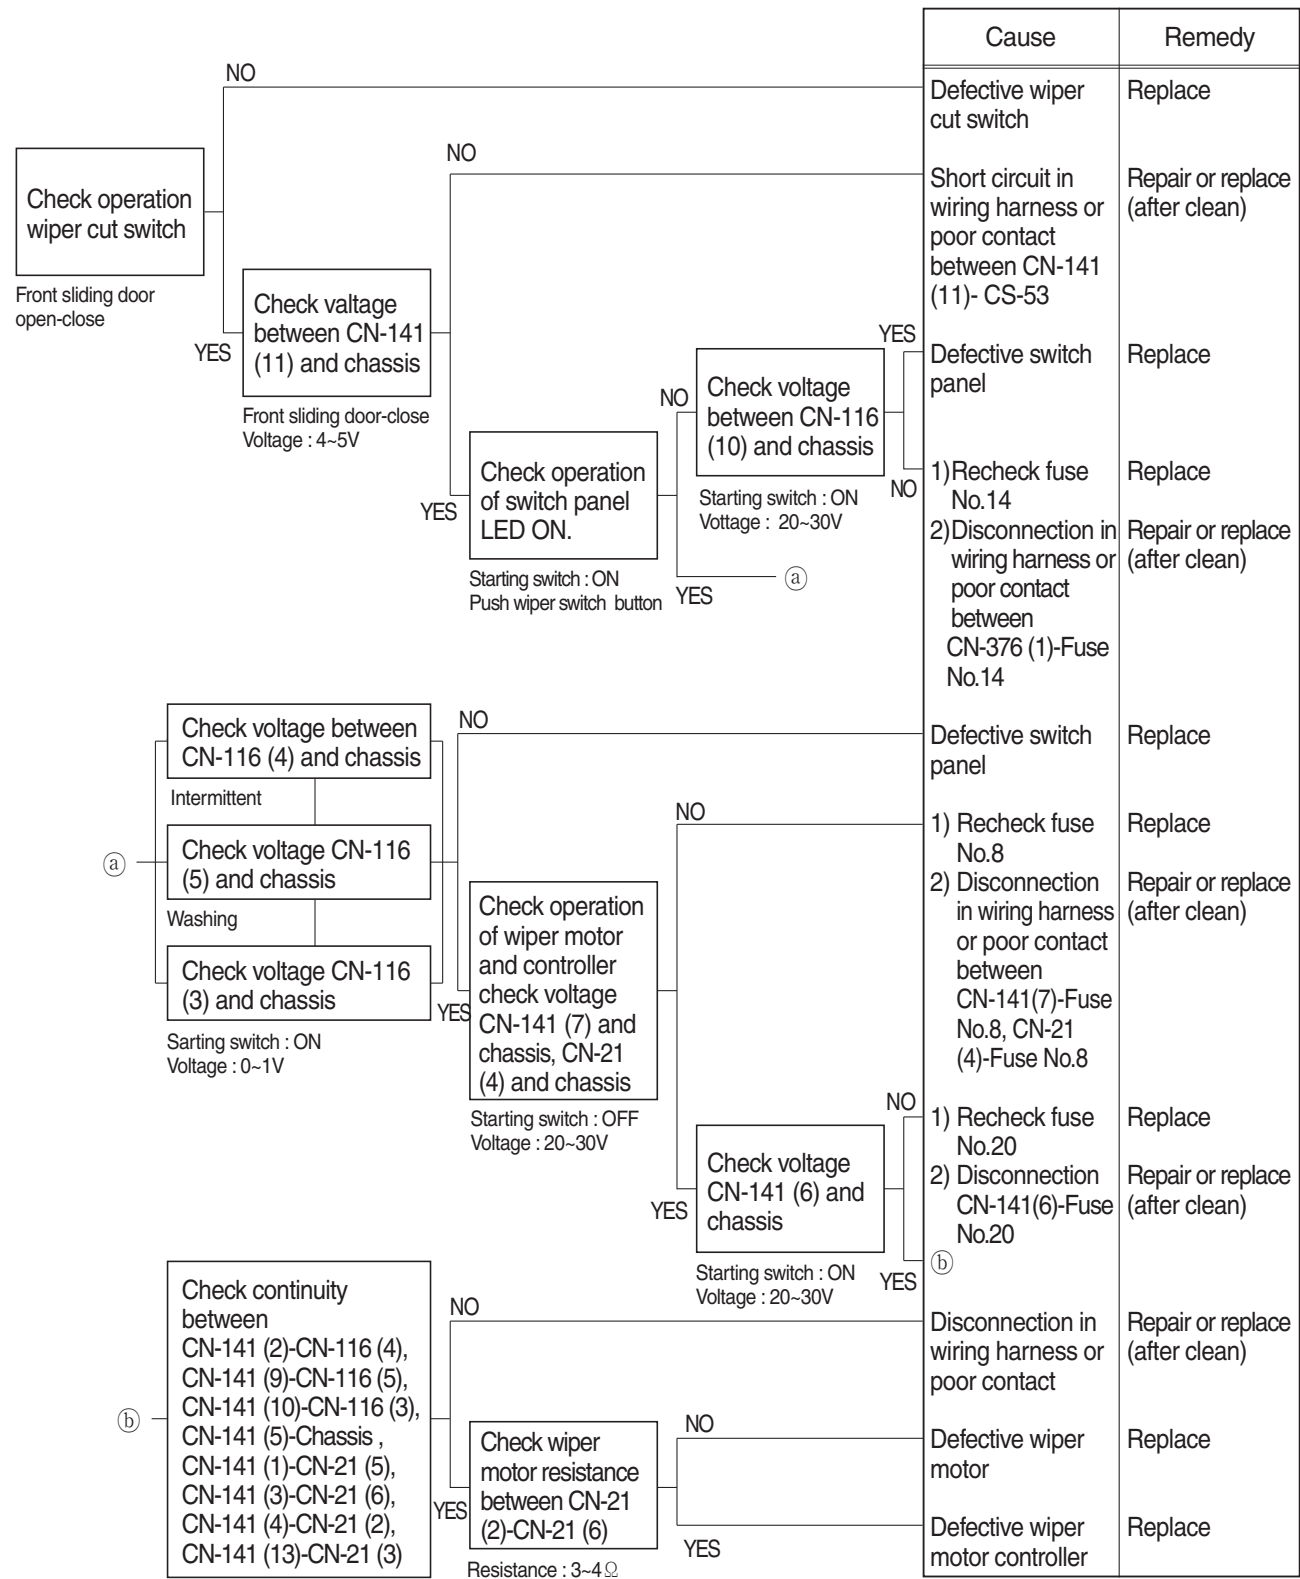 Cause
Remedy
NO
Defective wiper
cut switch
Replace
Check operation
wiper cut switch
Front sliding door
open-close
NO
Short circuit in
wiring harness or
poor contact
between CN-141
(11)- CS-53
Repair or replace
(after clean)
YES
Check valtage
between CN-141
(11) and chassis
Front sliding door-close
Voltage : 4~5V
YES
Defective switch
panel
Replace
NO
Check voltage
between CN-116
(10) and chassis
Starting switch : ON
Vottage : 20~30V
NO
1)Recheck fuse
No.14
Replace
2)Disconnection in
wiring harness or
poor contact
between
CN-376 (1)-Fuse
No.14
Repair or replace
(after clean)
YES
Check operation
of switch panel
LED ON.
Starting switch : ON
Push wiper switch button
YES
ⓐ
ⓐ
Check voltage between
CN-116 (4) and chassis
Intermittent
Check voltage CN-116
(5) and chassis
Washing
Check voltage CN-116
(3) and chassis
Sarting switch : ON
Voltage : 0~1V
NO
Defective switch
panel
Replace
YES
Check operation
of wiper motor
and controller
check voltage
CN-141 (7) and
chassis, CN-21
(4) and chassis
Starting switch : OFF
Voltage : 20~30V
NO
1) Recheck fuse
No.8
Replace
2) Disconnection
in wiring harness
or poor contact
between
CN-141(7)-Fuse
No.8, CN-21
(4)-Fuse No.8
Repair or replace
(after clean)
YES
Check voltage
CN-141 (6) and
chassis
Starting switch : ON
Voltage : 20~30V
NO
1) Recheck fuse
No.20
Replace
2) Disconnection
CN-141(6)-Fuse
No.20
Repair or replace
(after clean)
YES
ⓑ
ⓑ
Check continuity
between
CN-141 (2)-CN-116 (4),
CN-141 (9)-CN-116 (5),
CN-141 (10)-CN-116 (3),
CN-141 (5)-Chassis ,
CN-141 (1)-CN-21 (5),
CN-141 (3)-CN-21 (6),
CN-141 (4)-CN-21 (2),
CN-141 (13)-CN-21 (3)
NO
Disconnection in
wiring harness or
poor contact
Repair or replace
(after clean)
YES
Check wiper
motor resistance
between CN-21
(2)-CN-21 (6)
Resistance : 3~4Ω
NO
Defective wiper
motor
Replace
YES
Defective wiper
motor controller
Replace